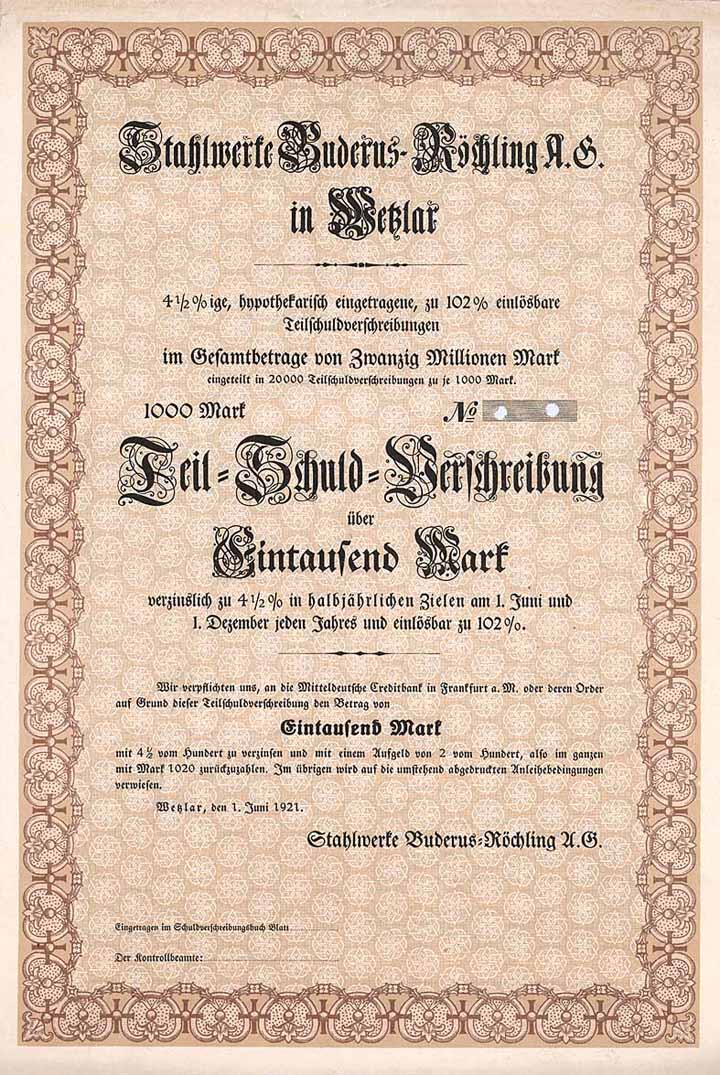 Stahlwerke Buderus-Röchling A.G.
in Wetzlar
4½%ige, hypothekarisch eingetragene, zu 102% einlösbare
Teilschuldverschreibungen
im Gesamtbetrage von Zwanzig Millionen Mark
eingeteilt in 20000 Teilschuldverschreibungen zu je 1000 Mark.
1000 Mark № 
Teil=Schuld=Verschreibung
über
Eintausend Mark
verzinslich zu 4½% in halbjährlichen Zielen am 1. Juni und
1. Dezember jeden Jahres und einlösbar zu 102%.
Wir verpflichten uns, an die Mitteldeutsche Creditbank in Frankfurt a. M. oder deren Order
auf Grund dieser Teilschuldverschreibung den Betrag von
Eintausend Mark
mit 4½ vom Hundert zu verzinsen und mit einem Aufgeld von 2 vom Hundert, also im ganzen
mit Mark 1020 zurückzuzahlen. Im übrigen wird auf die umstehend abgedruckten Anleihebedingungen
verwiesen.
Wetzlar, den 1. Juni 1921.
Stahlwerke Buderus=Röchling A.G.
Eingetragen im Schuldverschreibungsbuch Blatt
Der Kontrollbeamte: